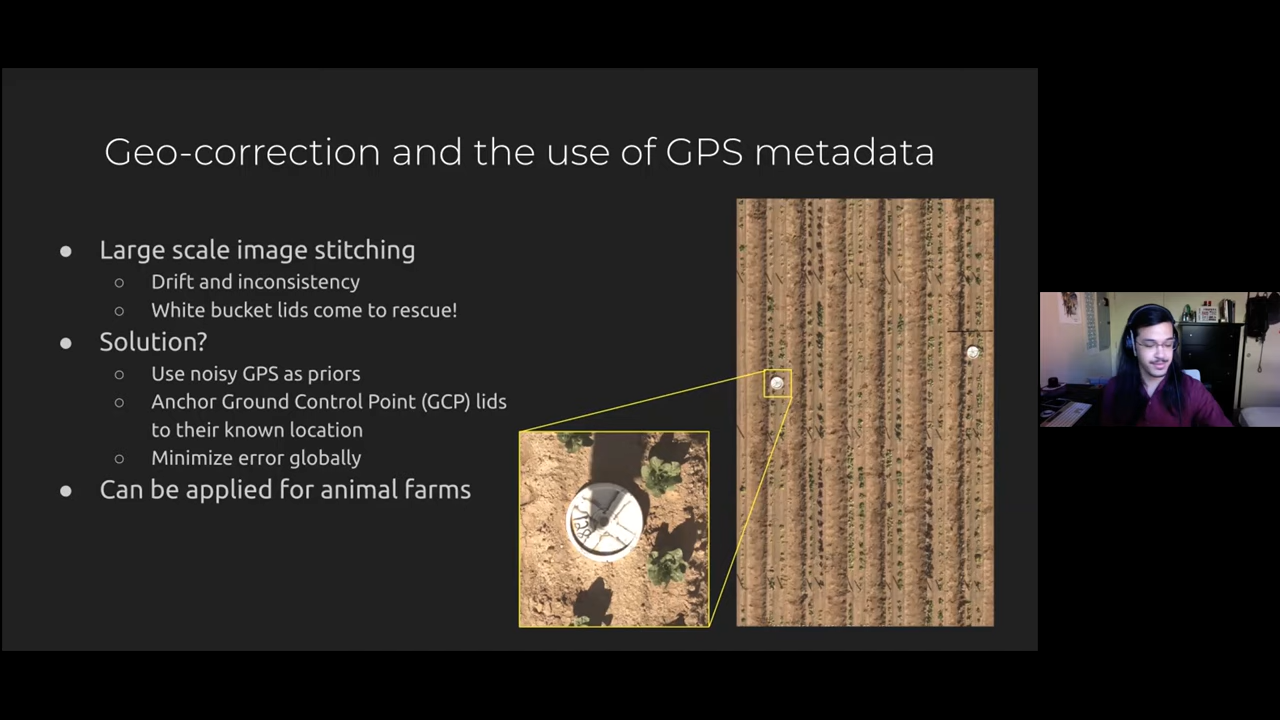 Geo-correction and the use of GPS metadata
● Large scale image stitching
○ Drift and inconsistency
○ White bucket lids come to rescue!
● Solution?
○ Use noisy GPS as priors
○ Anchor Ground Control Point (GCP) lids
to their known location
○ Minimize error globally
● Can be applied for animal farms